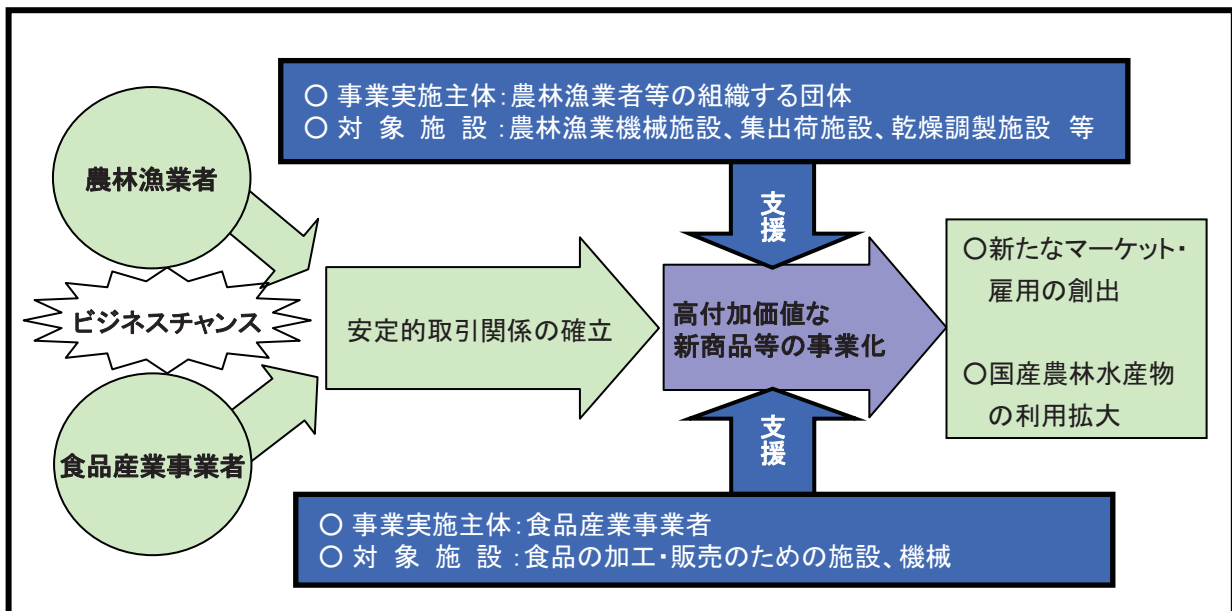 ○ 事業実施主体:農林漁業者等の組織する団体
○ 対 象 施 設 :農林漁業機械施設、集出荷施設、乾燥調製施設 等
農林漁業者
支援
ビジネスチャンス
安定的取引関係の確立
高付加価値な
新商品等の事業化
○新たなマーケット・
雇用の創出
○国産農林水産物
の利用拡大
食品産業事業者
支援
○ 事業実施主体:食品産業事業者
○ 対 象 施 設 :食品の加工・販売のための施設、機械